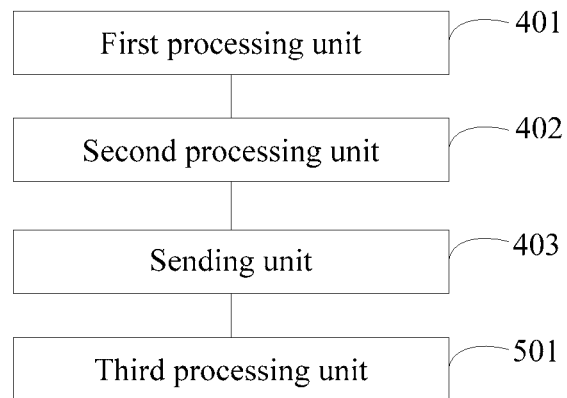 First processing unit 401
Second processing unit 402
Sending unit 403
Third processing unit 501